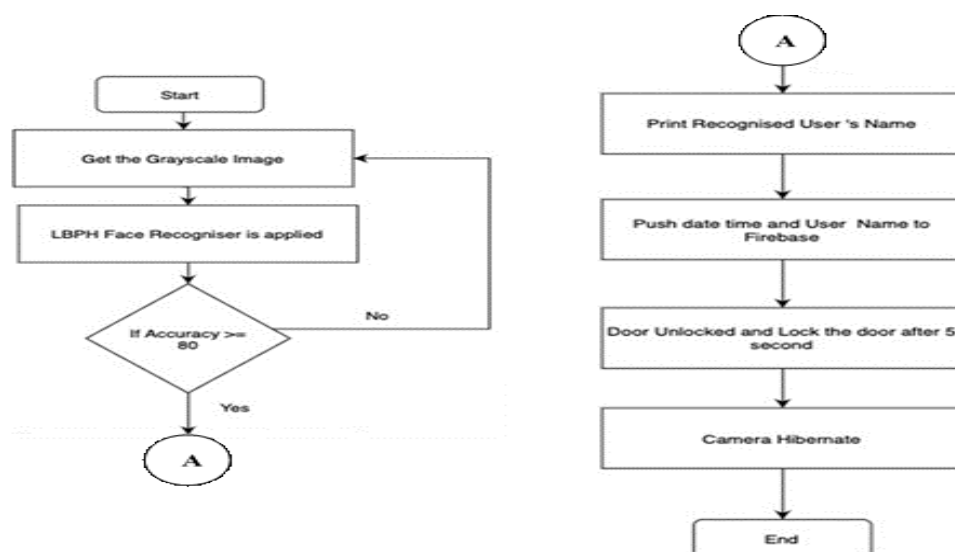 Start
Get the Grayscale Image
LBPH Face Recogniser is applied
If Accuracy >=
80
No
Yes
A
A
Print Recognised User 's Name
Push date time and User Name to
Firebase
Door Unlocked and Lock the door after 5
second
Camera Hibernate
End